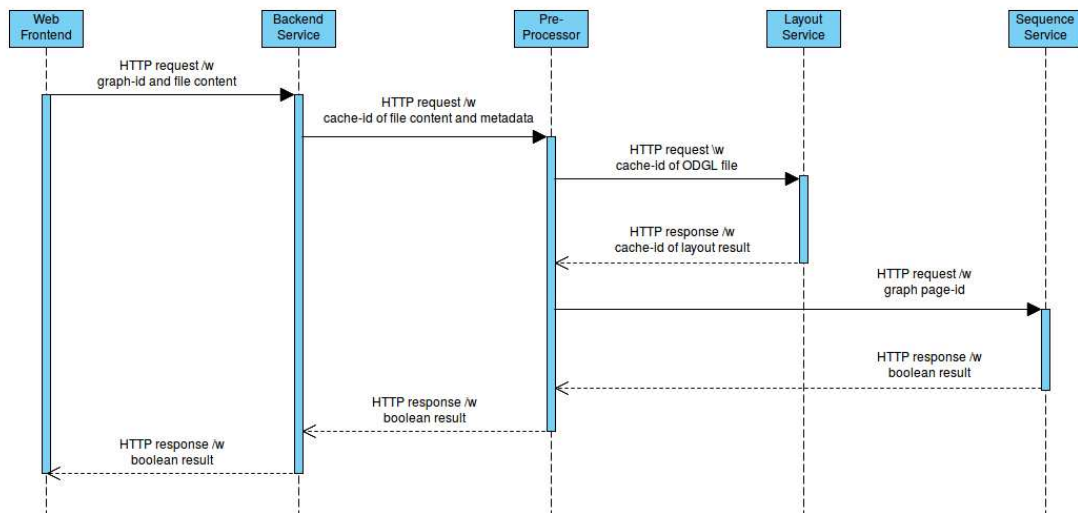 Web
Frontend
Backend
Service
Pre-
Processor
Layout
Service
Sequence
Service
HTTP request /w
graph-id and file content
HTTP request /w
cache-id of file content and metadata
HTTP request \w
cache-id of ODGL file
HTTP response /w
cache-id of layout result
HTTP request /w
graph page-id
HTTP response /w
boolean result
HTTP response /w
boolean result
HTTP response /w
boolean result